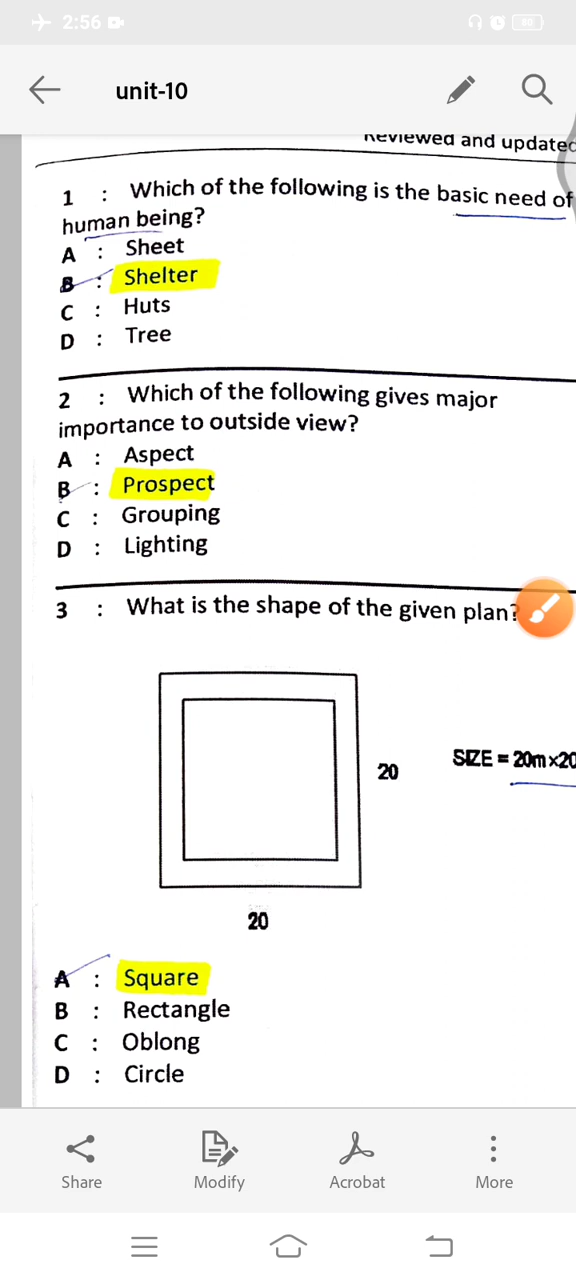 2:56
80
unit-10
Reviewed and updated
1 : Which of the following is the basic need of
human being?
A : Sheet
B : Shelter
C : Huts
D : Tree
2 : Which of the following gives major
importance to outside view?
A : Aspect
B : Prospect
C : Grouping
D : Lighting
3 : What is the shape of the given plan?
20
SIZE = 20m×20
20
A : Square
B : Rectangle
C : Oblong
D : Circle
Share
Modify
Acrobat
More